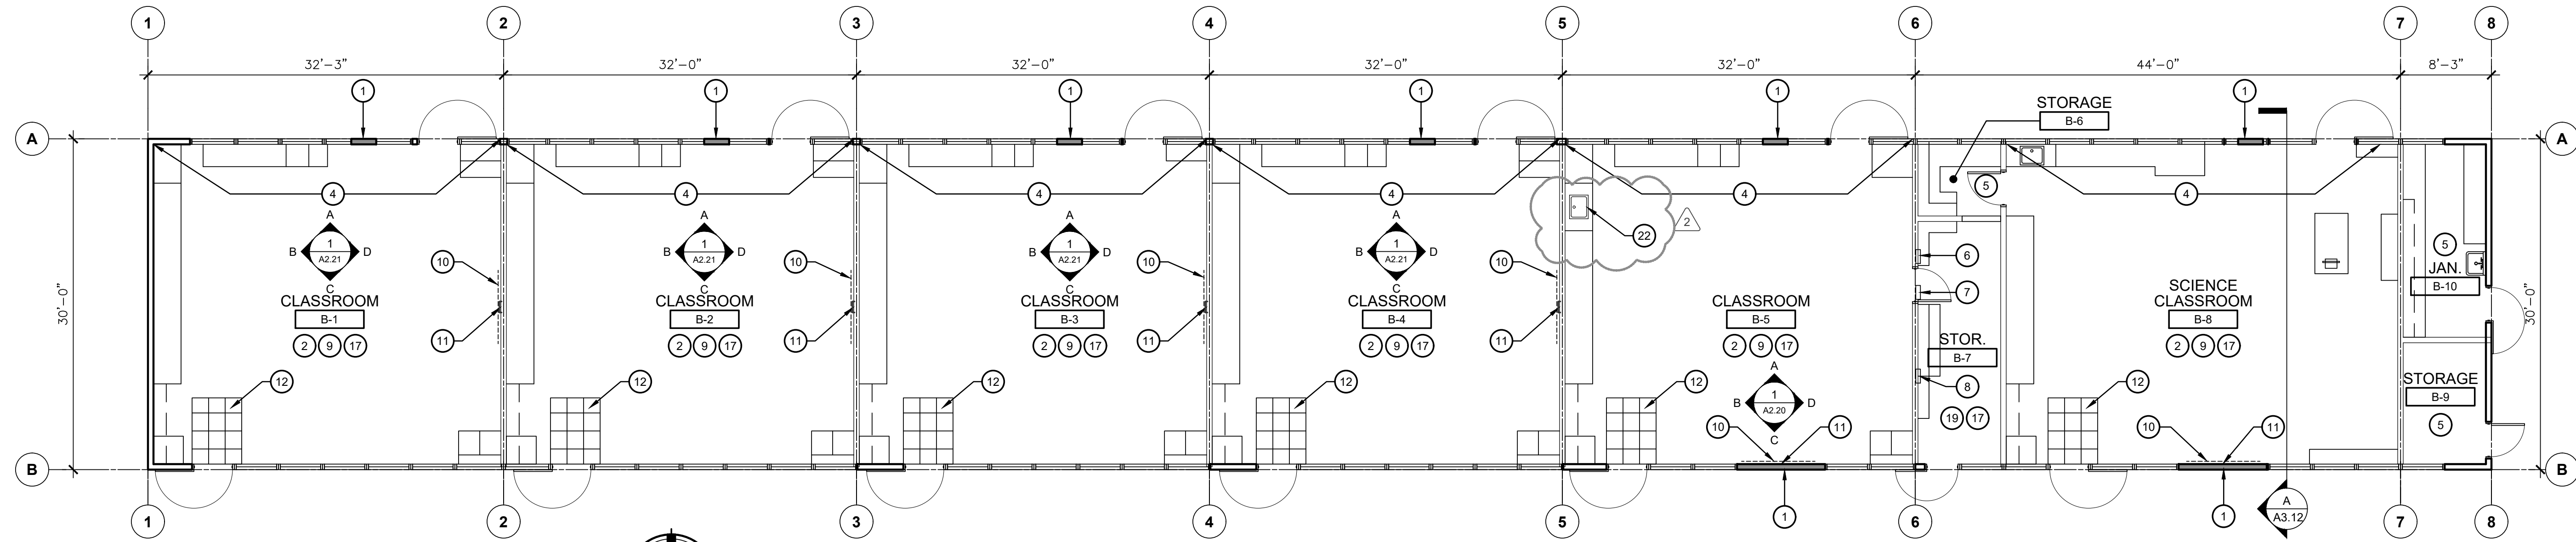 1 2 3 4 5 6 7 8
32'-3" 32'-0" 32'-0" 32'-0" 32'-0" 44'-0" 8'-3"
1 1 1 1 1 1
STORAGE
B-6
A A
4 4 4 4 4 5 4
22 2
A A A A
B 1 D B 1 D B 1 D B 1 D
A2.21 A2.21 A2.21 A2.21
C C C C
10 10 10 10 10
6
7
5
JAN.
B-10
30'-0" 30'-0"
CLASSROOM
B-1
2 9 17
CLASSROOM
B-2
2 9 17
CLASSROOM
B-3
2 9 17
CLASSROOM
B-4
2 9 17
CLASSROOM
B-5
2 9 17
SCIENCE
CLASSROOM
B-8
2 9 17
11 11 11 11 11
STOR.
B-7
8
19 17
12 12 12 12 12 12
A
B 1 D
A2.20
C
STORAGE
B-9
5
10 11 10 11
B B
1 1
A
A3.12
1 2 3 4 5 6 7 8